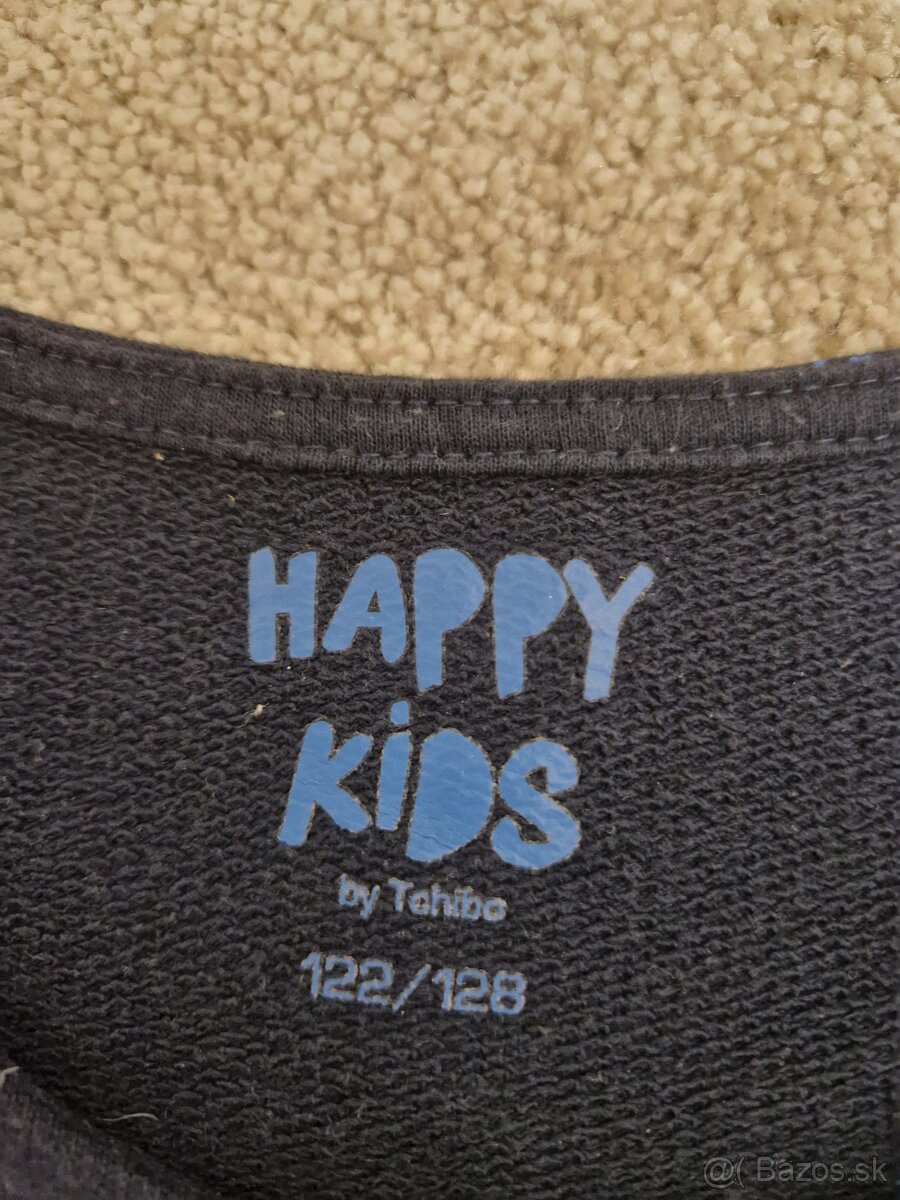 HAPPY
KiDS
by Tchibo
122/128
@( Bazos.sk